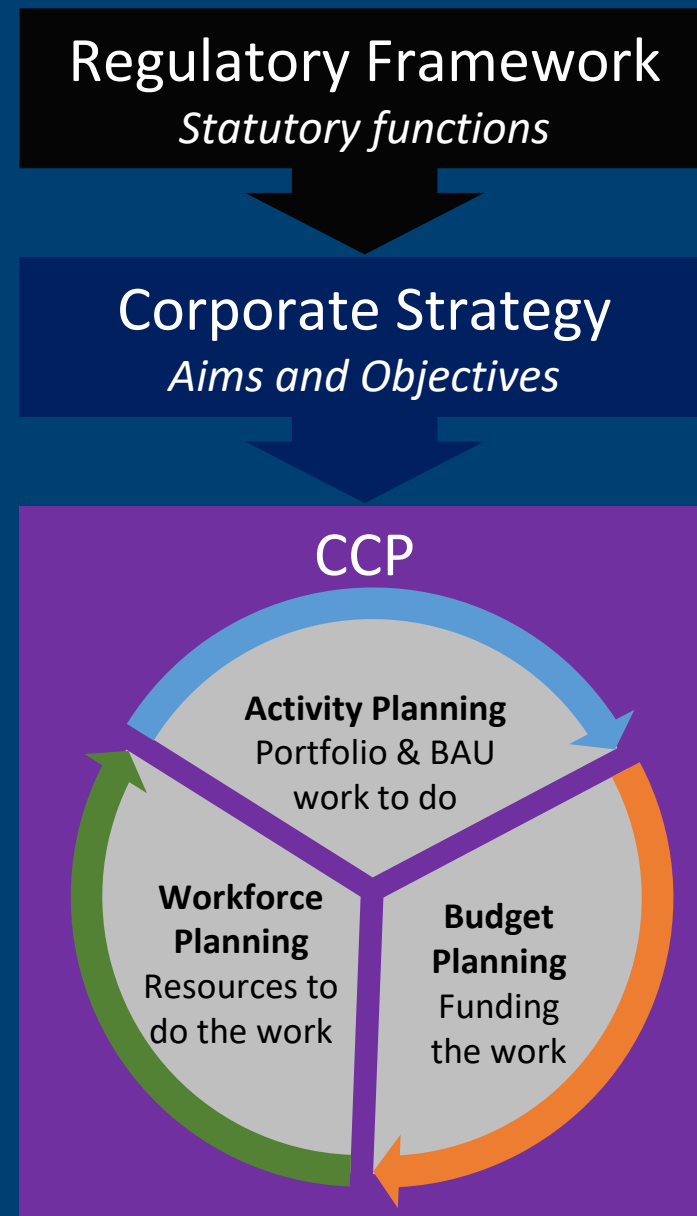 Regulatory Framework
Statutory functions
Corporate Strategy
Aims and Objectives
CCP
Activity Planning
Portfolio & BAU
work to do
Workforce
Planning
Resources to
do the work
Budget
Planning
Funding
the work